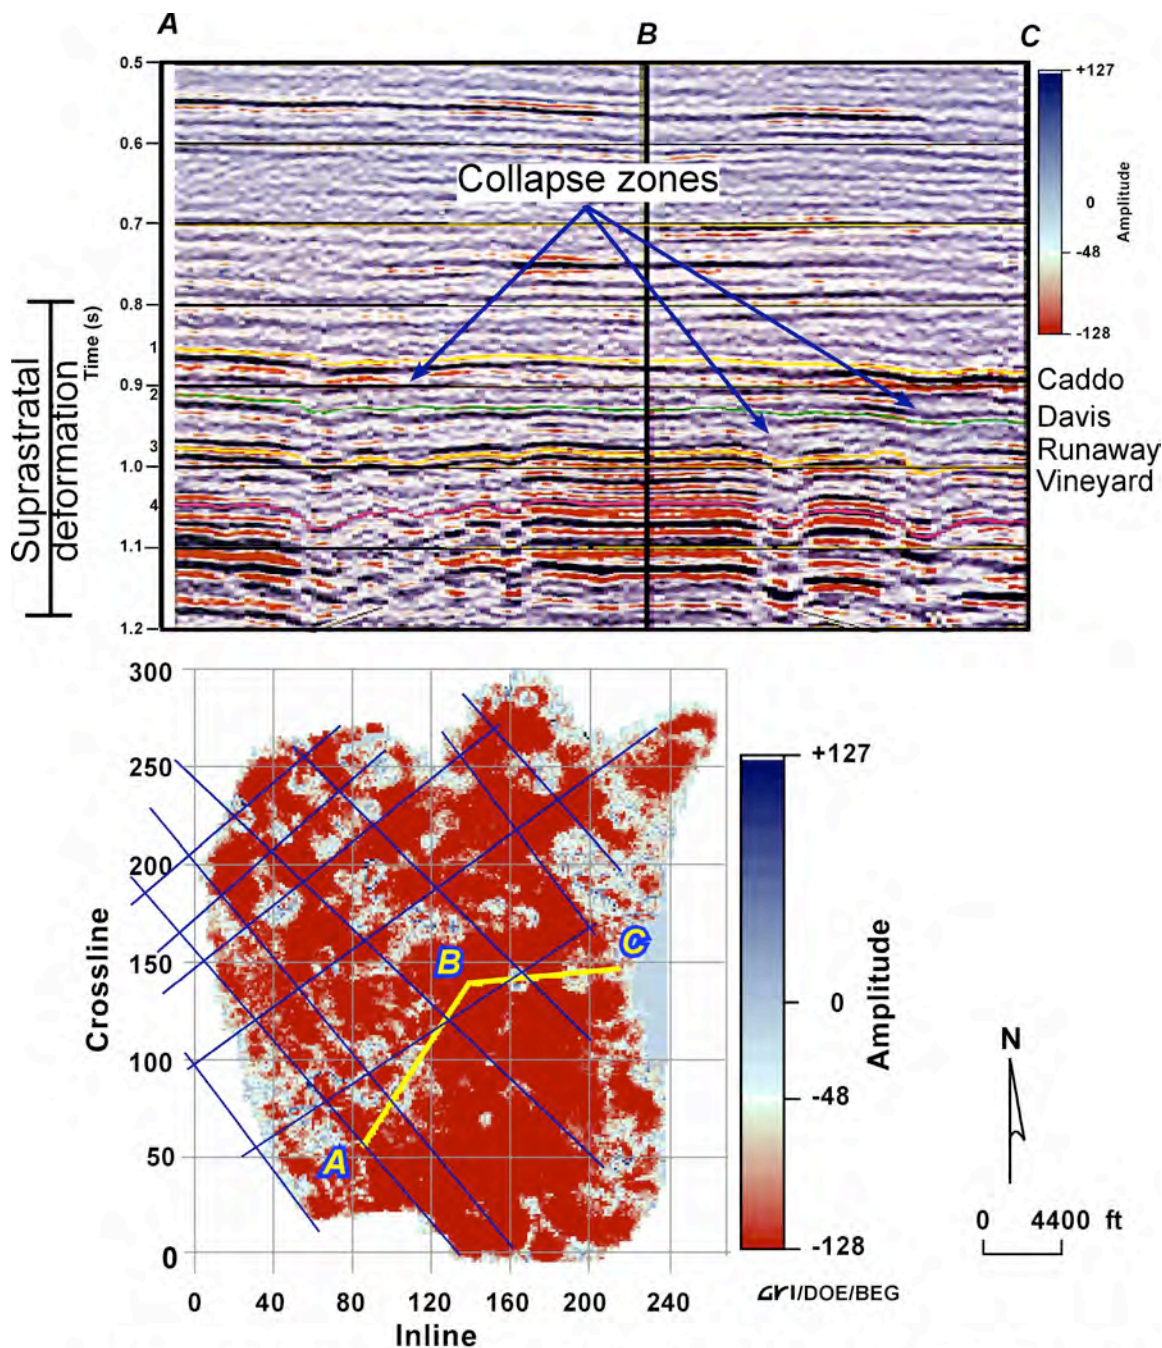 A
B
C
0.5
0.6
0.7
0.8
0.9
1.0
1.1
1.2
Time (s)
1
2
3
4
Suprastratal
deformation
Collapse zones
+127
0
-48
-128
Amplitude
Caddo
Davis
Runaway
Vineyard
300
250
200
150
100
50
0
Crossline
A
B
C
0 40 80 120 160 200 240
Inline
+127
0
-48
-128
Amplitude
N
0 4400 ft
GRI/DOE/BEG